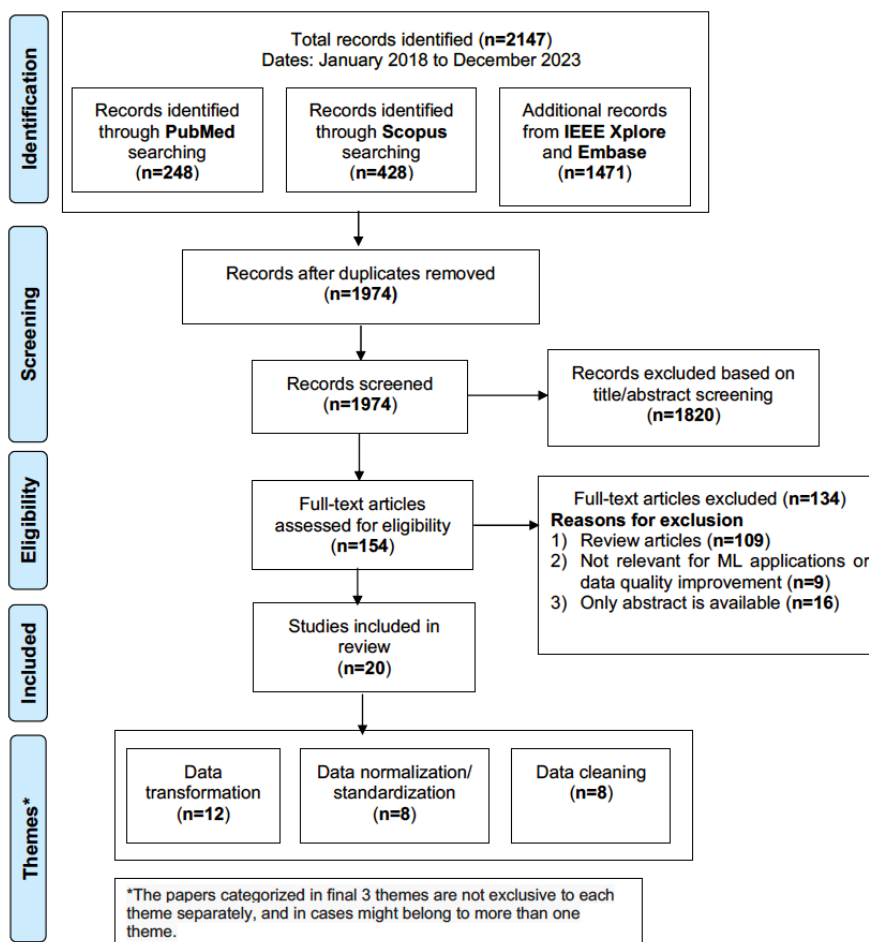 Identification
Total records identified (n=2147)
Dates: January 2018 to December 2023
Records identified
through PubMed
searching
(n=248)
Records identified
through Scopus
searching
(n=428)
Additional records
from IEEE Xplore
and Embase
(n=1471)
Screening
Records after duplicates removed
(n=1974)
Records screened
(n=1974)
Records excluded based on
title/abstract screening
(n=1820)
Eligibility
Full-text articles
assessed for eligibility
(n=154)
Full-text articles excluded (n=134)
Reasons for exclusion
1) Review articles (n=109)
2) Not relevant for ML applications or
data quality improvement (n=9)
3) Only abstract is available (n=16)
Included
Studies included in
review
(n=20)
Themes*
Data
transformation
(n=12)
Data normalization/
standardization
(n=8)
Data cleaning
(n=8)
*The papers categorized in final 3 themes are not exclusive to each
theme separately, and in cases might belong to more than one
theme.